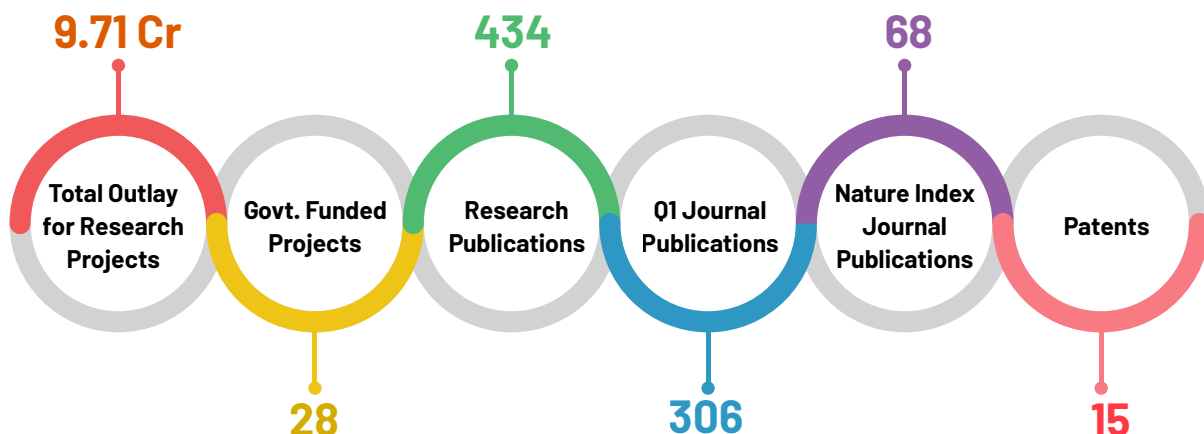 9.71 Cr
Total Outlay
for Research
Projects
Govt. Funded
Projects
28
434
Research
Publications
Q1 Journal
Publications
306
68
Nature Index
Journal
Publications
Patents
15